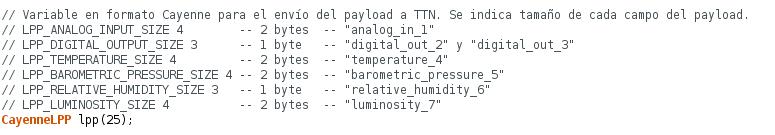 // Variable en formato Cayenne para el envío del payload a TTN. Se indica tamaño de cada campo del payload.
// LPP_ANALOG_INPUT_SIZE 4        -- 2 bytes  -- "analog_in_1"
// LPP_DIGITAL_OUTPUT_SIZE 3      -- 1 byte   -- "digital_out_2" y "digital_out_3"
// LPP_TEMPERATURE_SIZE 4         -- 2 bytes  -- "temperature_4"
// LPP_BAROMETRIC_PRESSURE_SIZE 4 -- 2 bytes  -- "barometric_pressure_5"
// LPP_RELATIVE_HUMIDITY_SIZE 3   -- 1 byte   -- "relative_humidity_6"
// LPP_LUMINOSITY_SIZE 4          -- 2 bytes  -- "luminosity_7"
CayenneLPP lpp(25);